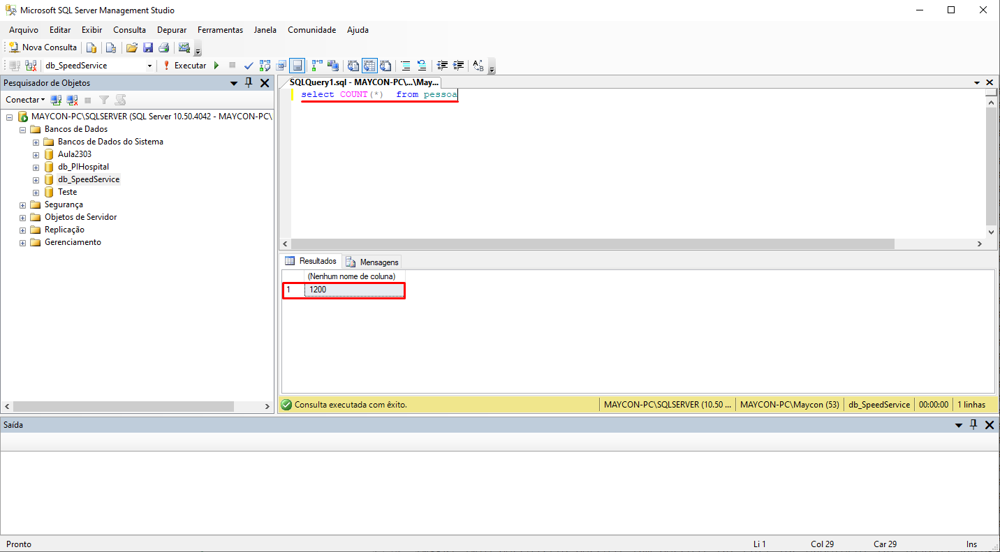 Microsoft SQL Server Management Studio
Arquivo Editar Exibir Consulta Depurar Ferramentas Janela Comunidade Ajuda
Nova Consulta
db_SpeedService Executar
Pesquisador de Objetos
Conectar
MAYCON-PC\SQLSERVER (SQL Server 10.50.4042 - MAYCON-PC\
Bancos de Dados
Bancos de Dados do Sistema
Aula2303
db_PIHospital
db_SpeedService
Teste
Segurança
Objetos de Servidor
Replicação
Gerenciamento
SQLQuery1.sql - MAYCON-PC\...\May...
select COUNT(*)  from pessoa
Resultados Mensagens
(Nenhum nome de coluna)
1 1200
Consulta executada com êxito. MAYCON-PC\SQLSERVER (10.50 ... MAYCON-PC\Maycon (53) db_SpeedService 00:00:00 1 linhas
Saída
Pronto Li 1 Col 29 Car 29 Ins